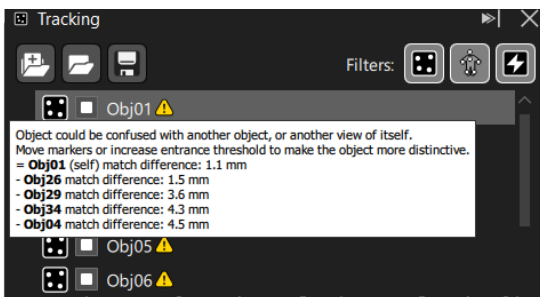 Tracking
Filters:
Obj01
Object could be confused with another object, or another view of itself.
Move markers or increase entrance threshold to make the object more distinctive.
= Obj01 (self) match difference: 1.1 mm
- Obj26 match difference: 1.5 mm
- Obj29 match difference: 3.6 mm
- Obj34 match difference: 4.3 mm
- Obj04 match difference: 4.5 mm
Obj05
Obj06